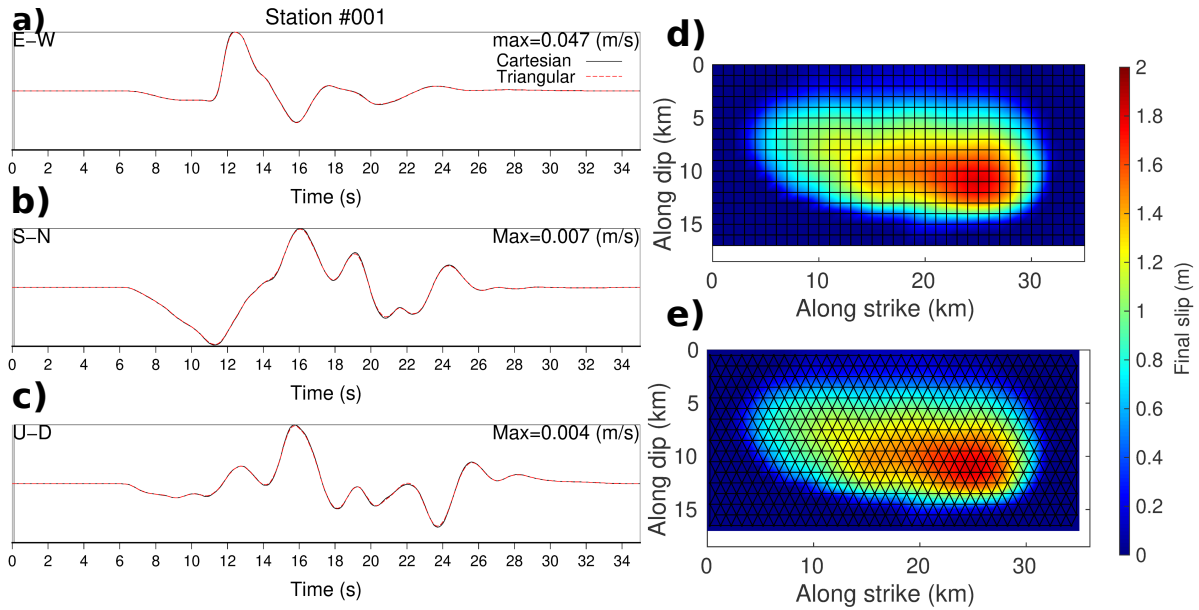 a)
Station #001
E−W
max=0.047 (m/s)
Cartesian
Triangular
0 2 4 6 8 10 12 14 16 18 20 22 24 26 28 30 32 34
Time (s)
b)
S−N
Max=0.007 (m/s)
0 2 4 6 8 10 12 14 16 18 20 22 24 26 28 30 32 34
Time (s)
c)
U−D
Max=0.004 (m/s)
0 2 4 6 8 10 12 14 16 18 20 22 24 26 28 30 32 34
Time (s)
d)
0
5
10
15
Along dip (km)
0 10 20 30
Along strike (km)
e)
0
5
10
15
Along dip (km)
0 10 20 30
Along strike (km)
2
1.8
1.6
1.4
1.2
1
0.8
0.6
0.4
0.2
0
Final slip (m)